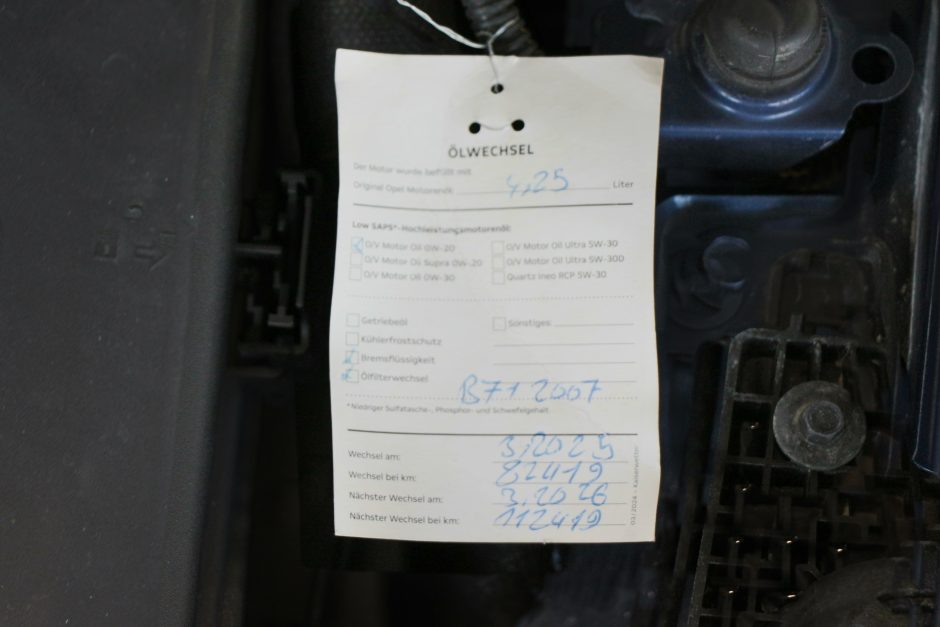 ÖLWECHSEL
Der Motor wurde befüllt mit
Original Opel Motorenöl: 4,25 Liter
Low SAPS*-Hochleistungsmotorenöl:
O/V Motor Oil 0W-20 O/V Motor Oil Ultra 5W-30
O/V Motor Oil Supra 0W-20 O/V Motor Oil Ultra 5W-30D
O/V Motor Oil 0W-30 Quartz Ineo RCP 5W-30
Getriebeöl Sonstiges
Kühlerfrostschutz
Bremsflüssigkeit
Ölfilterwechsel
B71 2007
*Niedriger Sulfatasche-, Phosphor- und Schwefelgehalt
Wechsel am: 3.2025
Wechsel bei km: 82419
Nächster Wechsel am: 3.2026
Nächster Wechsel bei km: 112419
03/2024 - Kaiserwetter